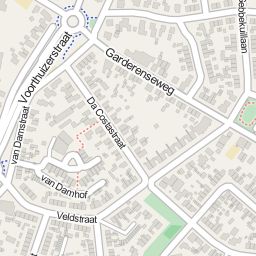 Garderenseweg
Voorthuizerstraat
Da Costastraat
van Damstraat
van Damhof
Veldstraat